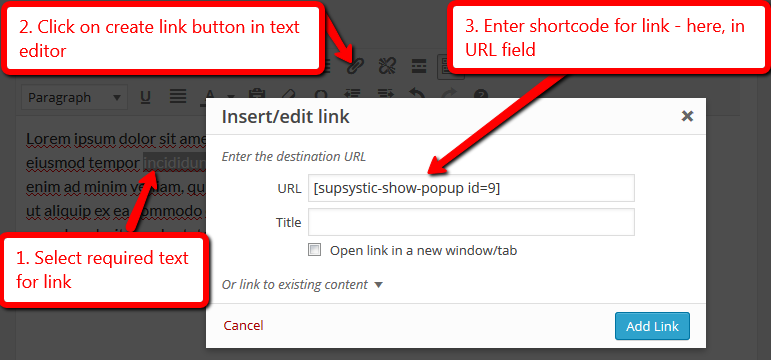 2. Click on create link button in text
editor
3. Enter shortcode for link - here, in
URL field
Paragraph
U
A
Insert/edit link
Lorem ipsum dolor sit ame
Enter the destination URL
eiusmod tempor incididun
URL [supsystic-show-popup id=9]
enim ad minim veniam, qu
Title
ut aliquip ex ea commodo
Open link in a new window/tab
1. Select required text
for link
Or link to existing content
Cancel
Add Link